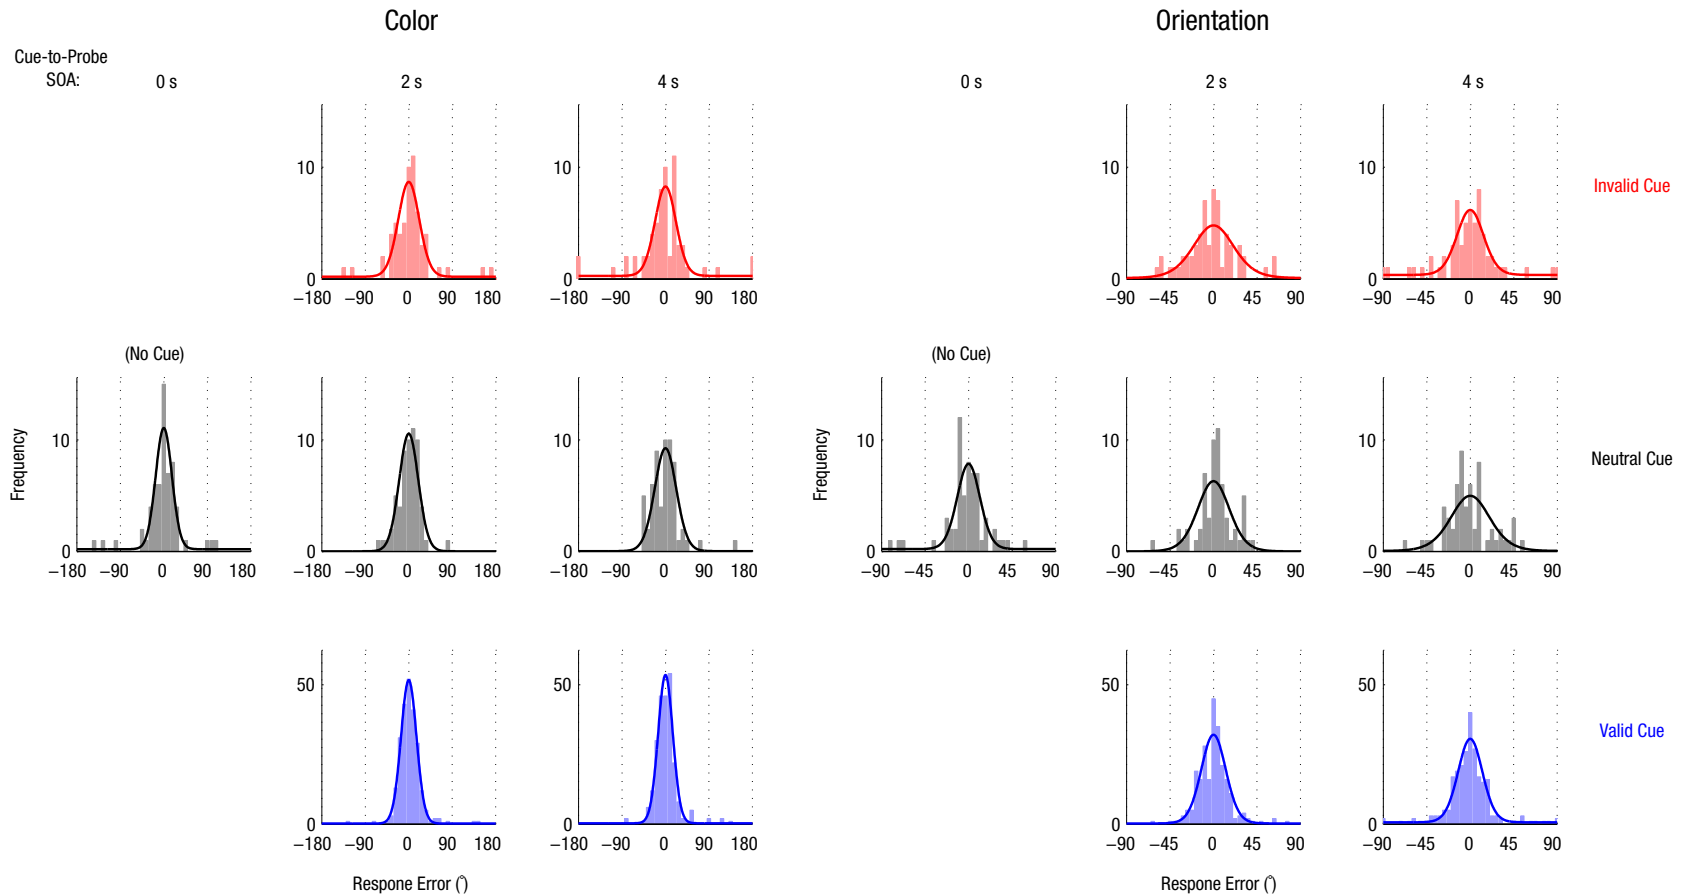 Color Orientation
Cue-to-Probe
SOA: 0 s 2 s 4 s 0 s 2 s 4 s
10 10 10 10
Invalid Cue
0 0 0 0
−180 −90 0 90 180 −180 −90 0 90 180 −90 −45 0 45 90 −90 −45 0 45 90
(No Cue) (No Cue)
Frequency
10 10 10
Frequency
10 10 10
Neutral Cue
0 0 0 0 0 0
−180 −90 0 90 180 −180 −90 0 90 180 −180 −90 0 90 180 −90 −45 0 45 90 −90 −45 0 45 90 −90 −45 0 45 90
50 50 50 50
Valid Cue
0 0 0 0
−180 −90 0 90 180 −180 −90 0 90 180 −90 −45 0 45 90 −90 −45 0 45 90
Respone Error (°) Respone Error (°)